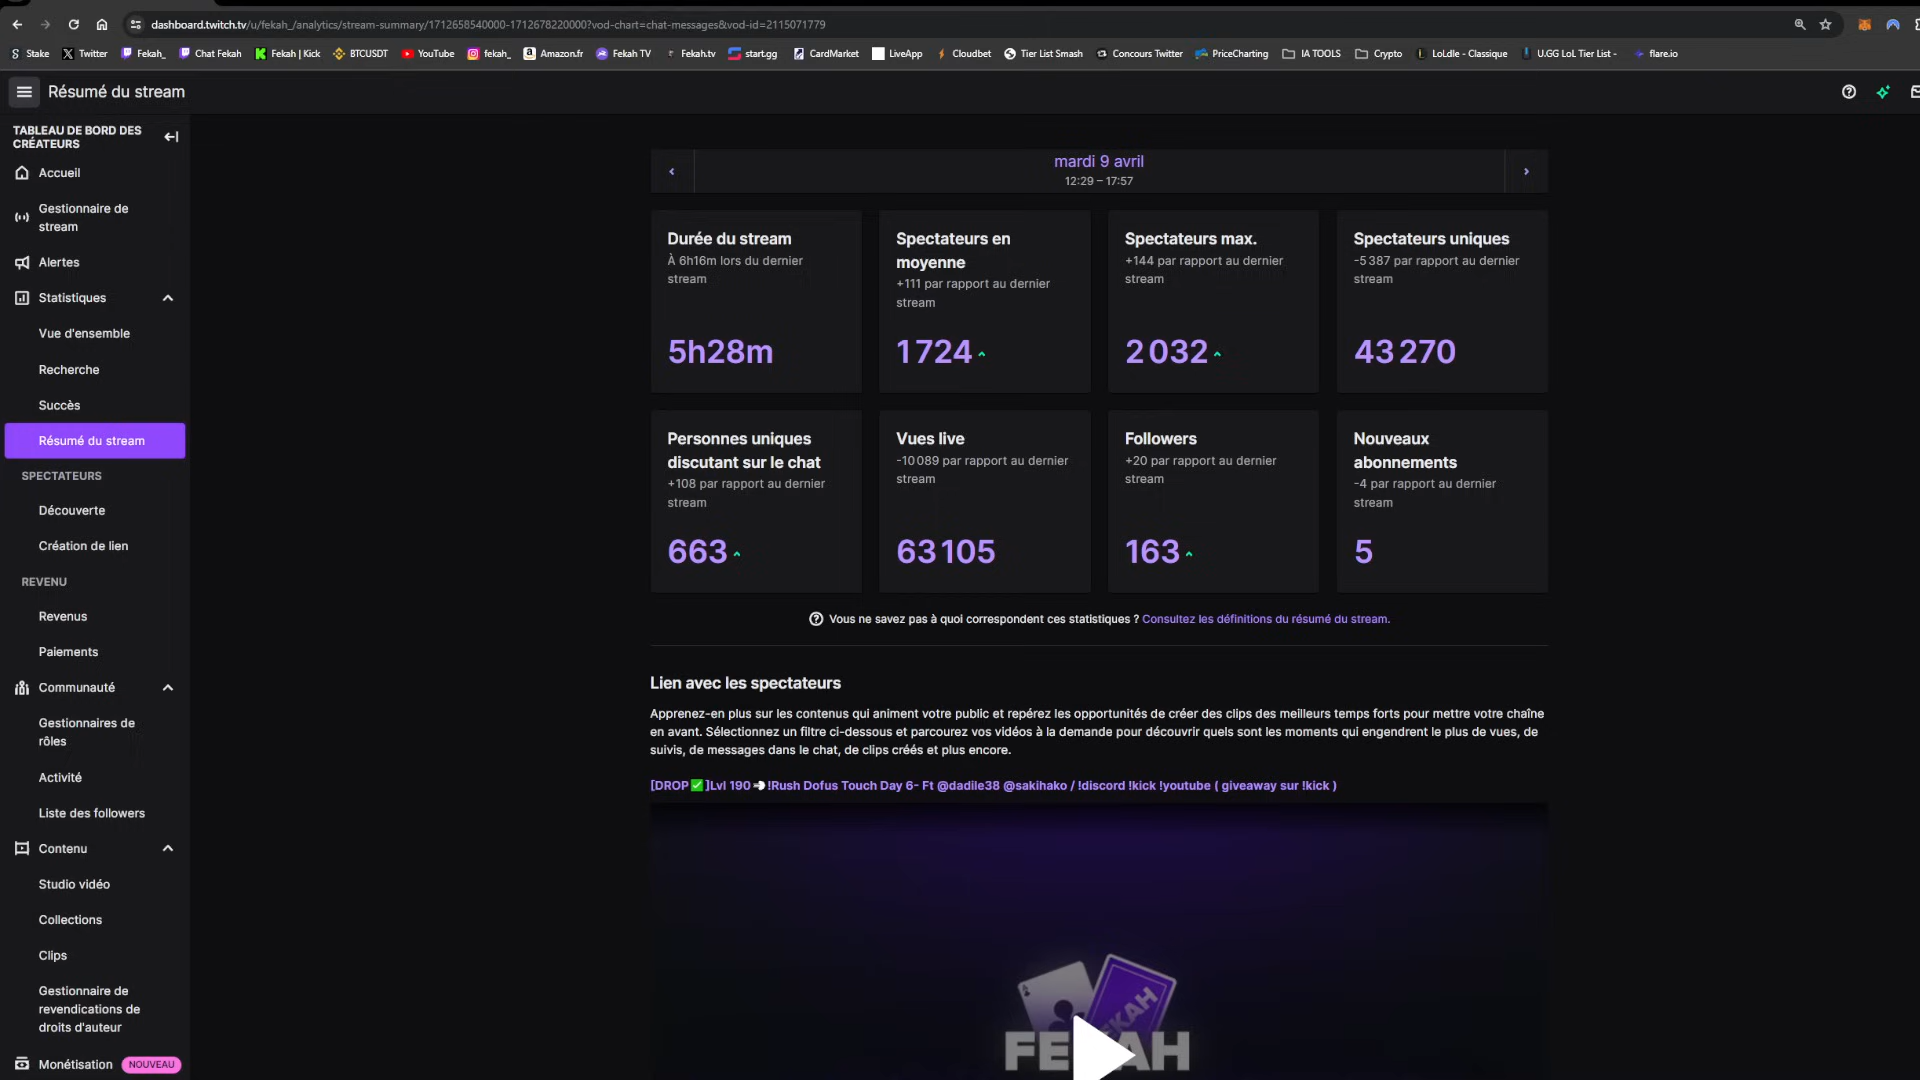 dashboard.twitch.tv/u/fekah_/analytics/stream-summary/1712658540000-1712678220000?vod-chart=chat-messages&vod-id=2115071779
Stake Twitter Fekah_ Chat Fekah Fekah | Kick BTCUSDT YouTube fekah_ Amazon.fr Fekah TV Fekah.tv start.gg CardMarket LiveApp Cloudbet Tier List Smash Concours Twitter PriceCharting IA TOOLS Crypto LoLdle - Classique U.GG LoL Tier List - flare.io
Résumé du stream
TABLEAU DE BORD DES
CRÉATEURS
Accueil
Gestionnaire de
stream
Alertes
Statistiques
Vue d'ensemble
Recherche
Succès
Résumé du stream
SPECTATEURS
Découverte
Création de lien
REVENU
Revenus
Paiements
Communauté
Gestionnaires de
rôles
Activité
Liste des followers
Contenu
Studio vidéo
Collections
Clips
Gestionnaire de
revendications de
droits d'auteur
Monétisation NOUVEAU
mardi 9 avril
12:29 – 17:57
Durée du stream
À 6h16m lors du dernier
stream
5h28m
Spectateurs en
moyenne
+111 par rapport au dernier
stream
1 724
Spectateurs max.
+144 par rapport au dernier
stream
2 032
Spectateurs uniques
-5 387 par rapport au dernier
stream
43 270
Personnes uniques
discutant sur le chat
+108 par rapport au dernier
stream
663
Vues live
-10 089 par rapport au dernier
stream
63 105
Followers
+20 par rapport au dernier
stream
163
Nouveaux
abonnements
-4 par rapport au dernier
stream
5
Vous ne savez pas à quoi correspondent ces statistiques ? Consultez les définitions du résumé du stream.
Lien avec les spectateurs
Apprenez-en plus sur les contenus qui animent votre public et repérez les opportunités de créer des clips des meilleurs temps forts pour mettre votre chaîne
en avant. Sélectionnez un filtre ci-dessous et parcourez vos vidéos à la demande pour découvrir quels sont les moments qui engendrent le plus de vues, de
suivis, de messages dans le chat, de clips créés et plus encore.
[DROP✅]Lvl 190💨!Rush Dofus Touch Day 6- Ft @dadile38 @sakihako / !discord !kick !youtube ( giveaway sur !kick )
FEKAH